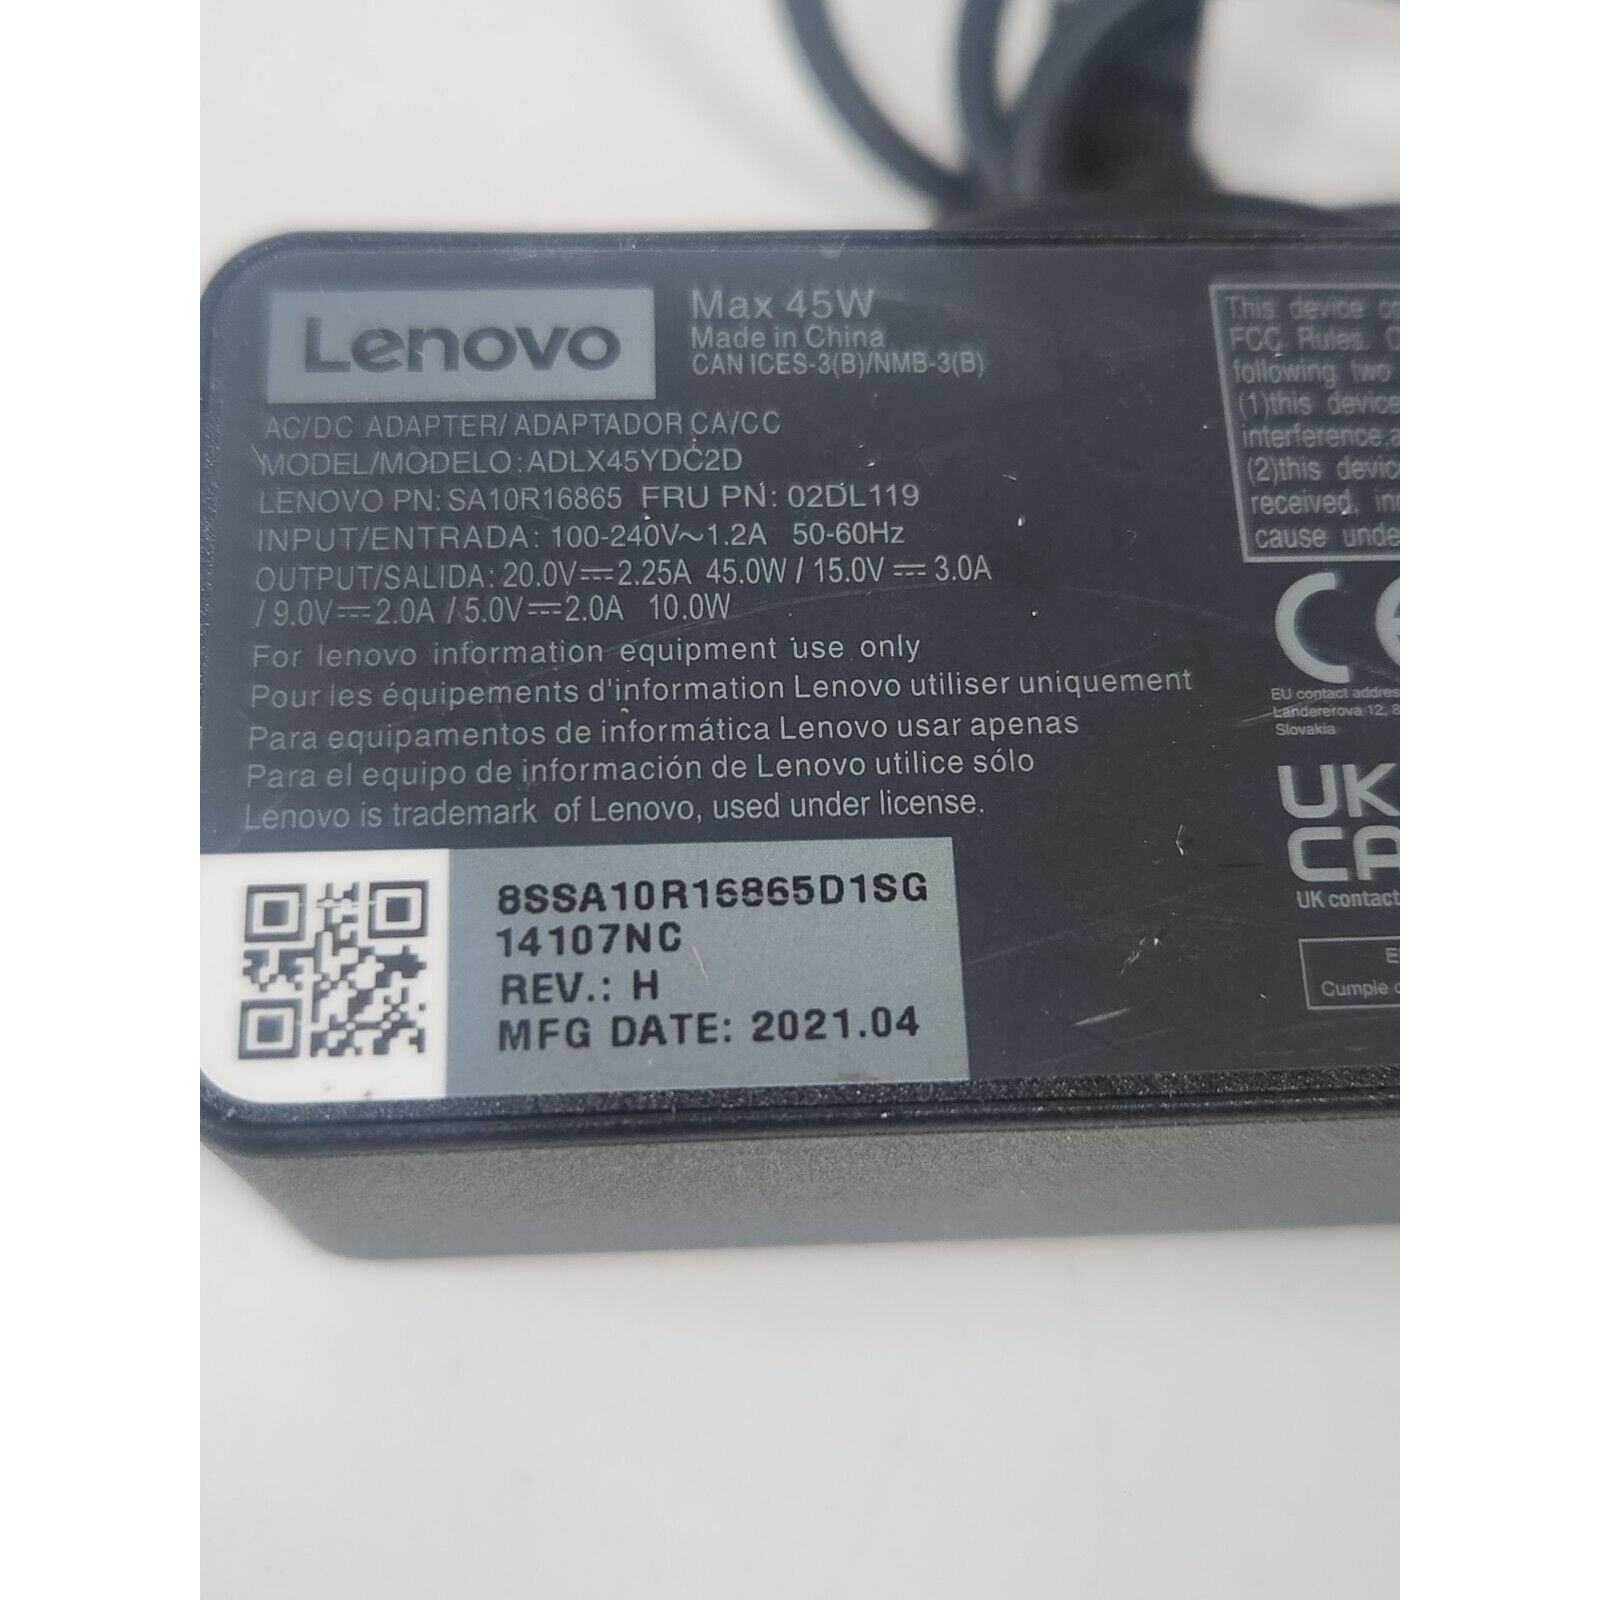 Lenovo
Max 45W
Made in China
CAN ICES-3(B)/NMB-3(B)
AC/DC ADAPTER/ ADAPTADOR CA/CC
MODEL/MODELO: ADLX45YDC2D
LENOVO PN: SA10R16865 FRU PN: 02DL119
INPUT/ENTRADA: 100-240V~1.2A 50-60Hz
OUTPUT/SALIDA: 20.0V⎓2.25A 45.0W / 15.0V⎓3.0A
/ 9.0V⎓2.0A / 5.0V⎓2.0A 10.0W
For lenovo information equipment use only
Pour les équipements d'information Lenovo utiliser uniquement
Para equipamentos de informática Lenovo usar apenas
Para el equipo de información de Lenovo utilice sólo
Lenovo is trademark of Lenovo, used under license.
8SSA10R16865D1SG
14107NC
REV.: H
MFG DATE: 2021.04
This device
FCC Rules.
following two
(1)this device
interference
(2)this
received,
cause
CE
EU contact
Landererova 12,
Slovakia
UK
CA
UK contact
Cumple